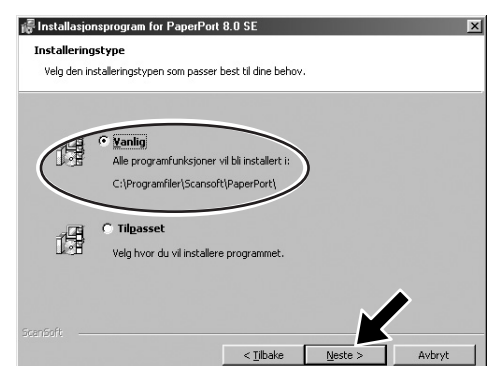 Installasjonsprogram for PaperPort 8.0 SE
Installeringstype
Velg den installeringstypen som passer best til dine behov.
Vanlig
Alle programfunksjoner vil bli installert i:
C:\Programfiler\Scansoft\PaperPort\
Tilpasset
Velg hvor du vil installere programmet.
ScanSoft
< Tilbake Neste > Avbryt